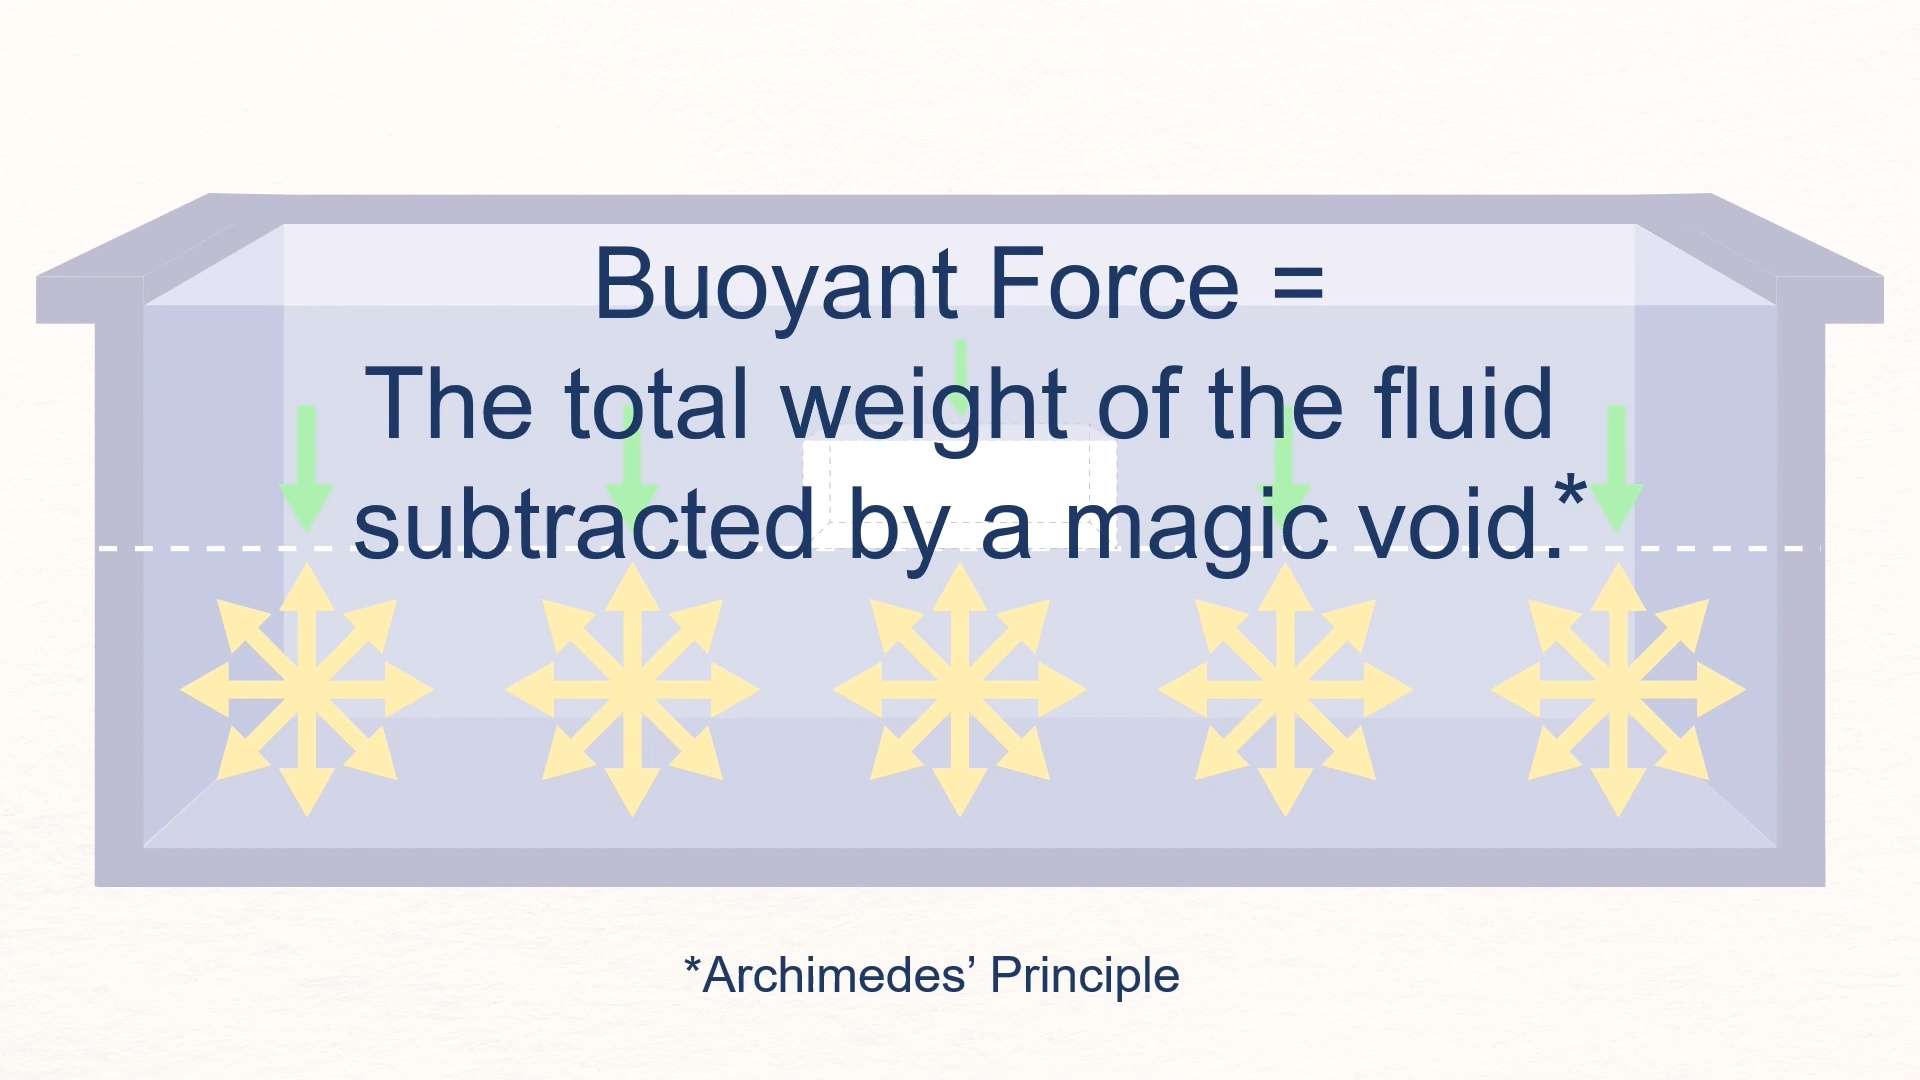 Buoyant Force =
The total weight of the fluid
subtracted by a magic void.*
*Archimedes’ Principle